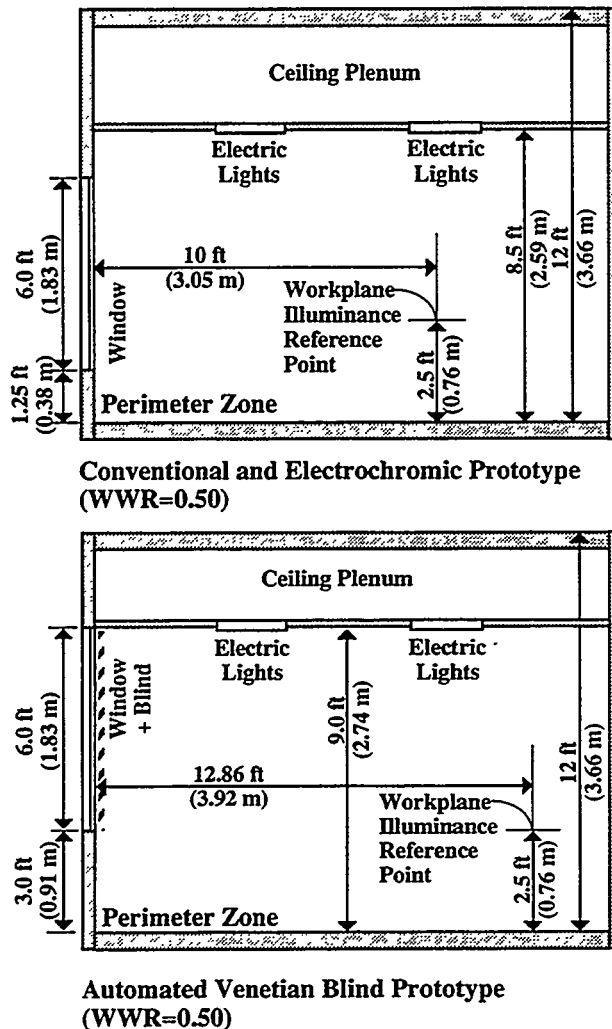 Ceiling Plenum
Electric
Lights
Electric
Lights
6.0 ft
(1.83 m)
10 ft
(3.05 m)
8.5 ft
(2.59 m)
12 ft
(3.66 m)
Window
Workplane
Illuminance
Reference
Point
1.25 ft
(0.38 m)
2.5 ft
(0.76 m)
Perimeter Zone
Conventional and Electrochromic Prototype
(WWR=0.50)
Ceiling Plenum
Electric
Lights
Electric
Lights
6.0 ft
(1.83 m)
Window
+ Blind
9.0 ft
(2.74 m)
12 ft
(3.66 m)
12.86 ft
(3.92 m)
Workplane
Illuminance
Reference
Point
3.0 ft
(0.91 m)
2.5 ft
(0.76 m)
Perimeter Zone
Automated Venetian Blind Prototype
(WWR=0.50)